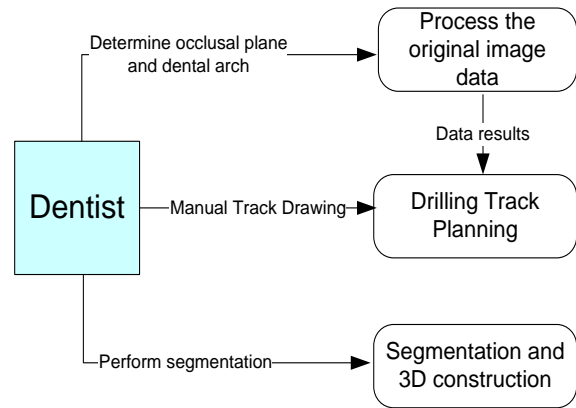 Determine occlusal plane
and dental arch
Process the
original image
data
Data results
Dentist
Manual Track Drawing
Drilling Track
Planning
Perform segmentation
Segmentation and
3D construction